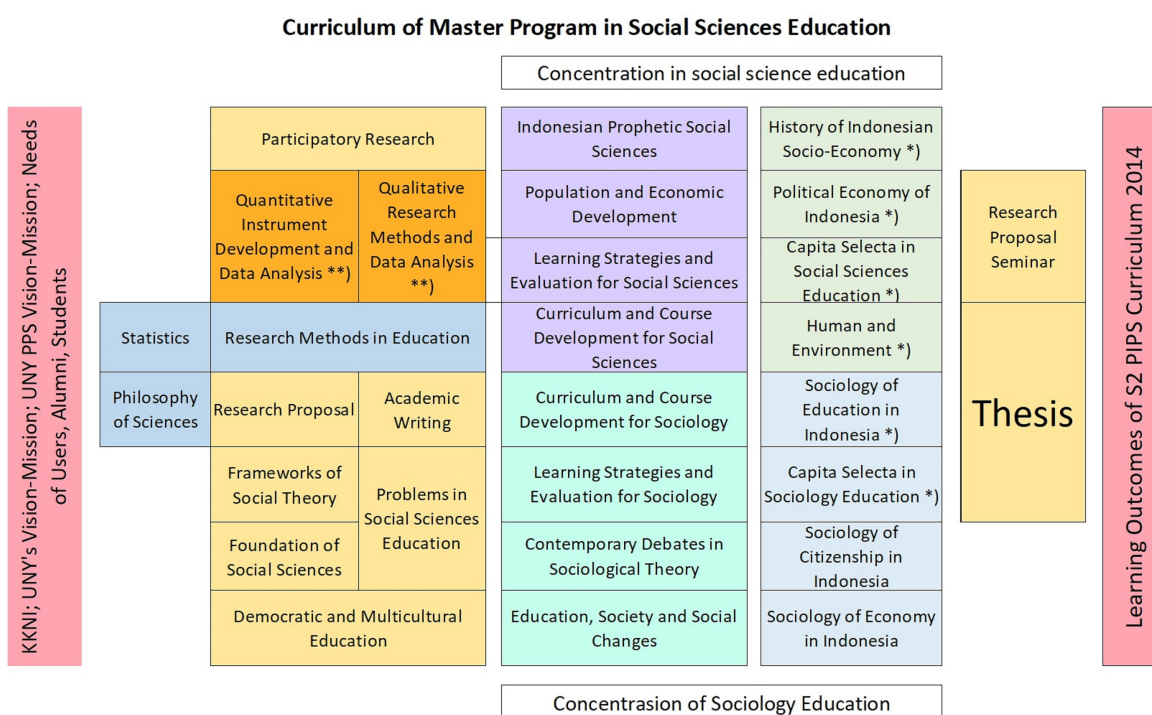 Curriculum of Master Program in Social Sciences Education
Concentration in social science education
KKNI; UNY's Vision-Mission; UNY PPS Vision-Mission; Needs
of Users, Alumni, Students
Participatory Research
Quantitative
Instrument
Development and
Data Analysis **)
Qualitative
Research
Methods and
Data Analysis
**)
Statistics
Research Methods in Education
Philosophy
of Sciences
Research Proposal
Academic
Writing
Frameworks of
Social Theory
Problems in
Social Sciences
Education
Foundation of
Social Sciences
Democratic and Multicultural
Education
Indonesian Prophetic Social
Sciences
Population and Economic
Development
Learning Strategies and
Evaluation for Social Sciences
Curriculum and Course
Development for Social
Sciences
Curriculum and Course
Development for Sociology
Learning Strategies and
Evaluation for Sociology
Contemporary Debates in
Sociological Theory
Education, Society and Social
Changes
History of Indonesian
Socio-Economy *)
Political Economy of
Indonesia *)
Capita Selecta in
Social Sciences
Education *)
Human and
Environment *)
Sociology of
Education in
Indonesia *)
Capita Selecta in
Sociology Education *)
Sociology of
Citizenship in
Indonesia
Sociology of Economy
in Indonesia
Research
Proposal
Seminar
Thesis
Learning Outcomes of S2 PIPS Curriculum 2014
Concentrasion of Sociology Education